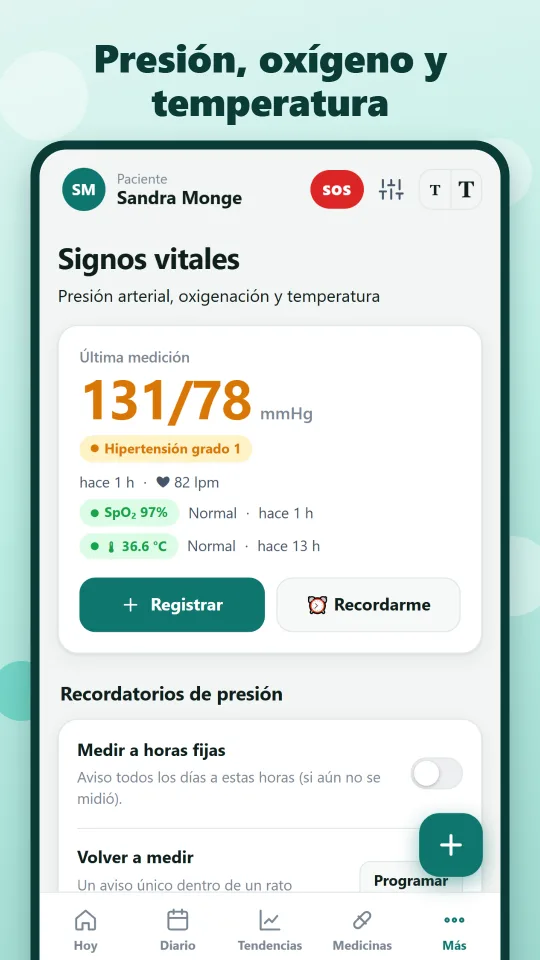 Presión, oxígeno y
temperatura
SM
Paciente
Sandra Monge
SOS
T
T
Signos vitales
Presión arterial, oxigenación y temperatura
Última medición
131/78 mmHg
Hipertensión grado 1
hace 1 h · 82 lpm
SpO₂ 97% Normal · hace 1 h
36.6 °C Normal · hace 13 h
+ Registrar
Recordarme
Recordatorios de presión
Medir a horas fijas
Aviso todos los días a estas horas (si aún no se
midió).
Volver a medir
Un aviso único dentro de un rato
Programar
+
Hoy
Diario
Tendencias
Medicinas
Más